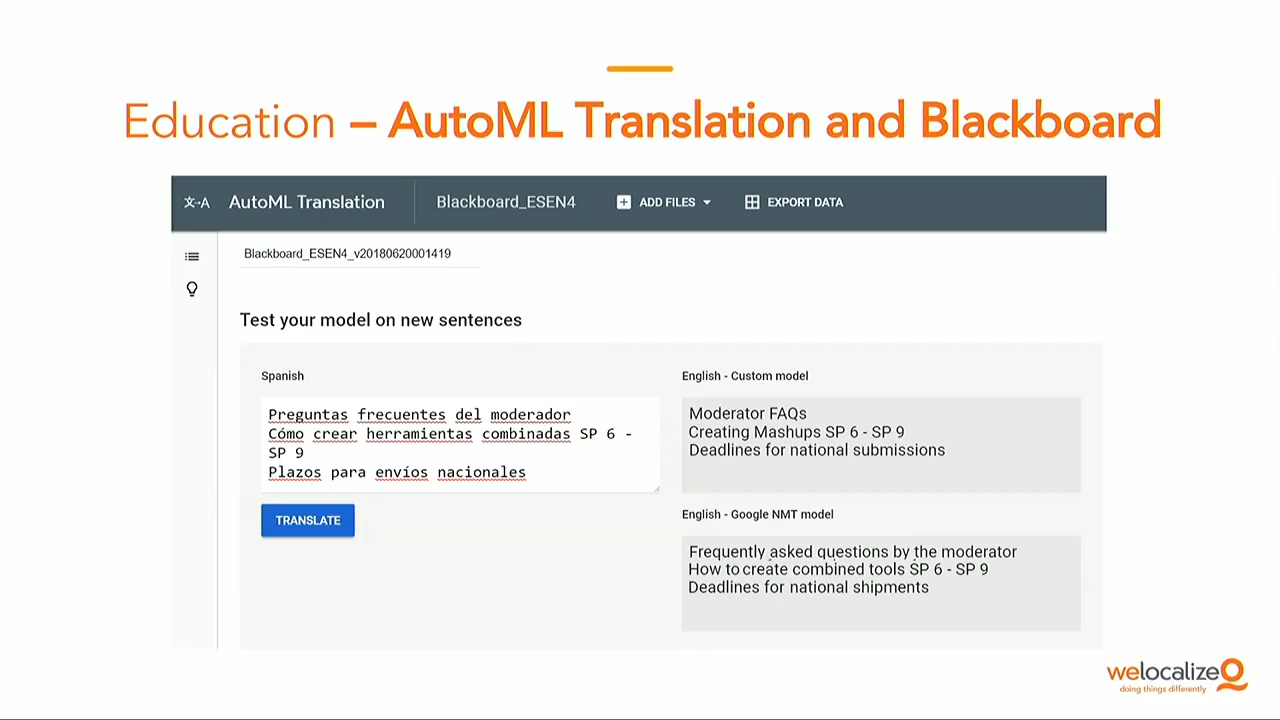 Education – AutoML Translation and Blackboard
文→A AutoML Translation Blackboard_ESEN4 ADD FILES EXPORT DATA
Blackboard_ESEN4_v20180620001419
Test your model on new sentences
Spanish
Preguntas frecuentes del moderador
Cómo crear herramientas combinadas SP 6 -
SP 9
Plazos para envíos nacionales
TRANSLATE
English - Custom model
Moderator FAQs
Creating Mashups SP 6 - SP 9
Deadlines for national submissions
English - Google NMT model
Frequently asked questions by the moderator
How to create combined tools SP 6 - SP 9
Deadlines for national shipments
welocalize
doing things differently